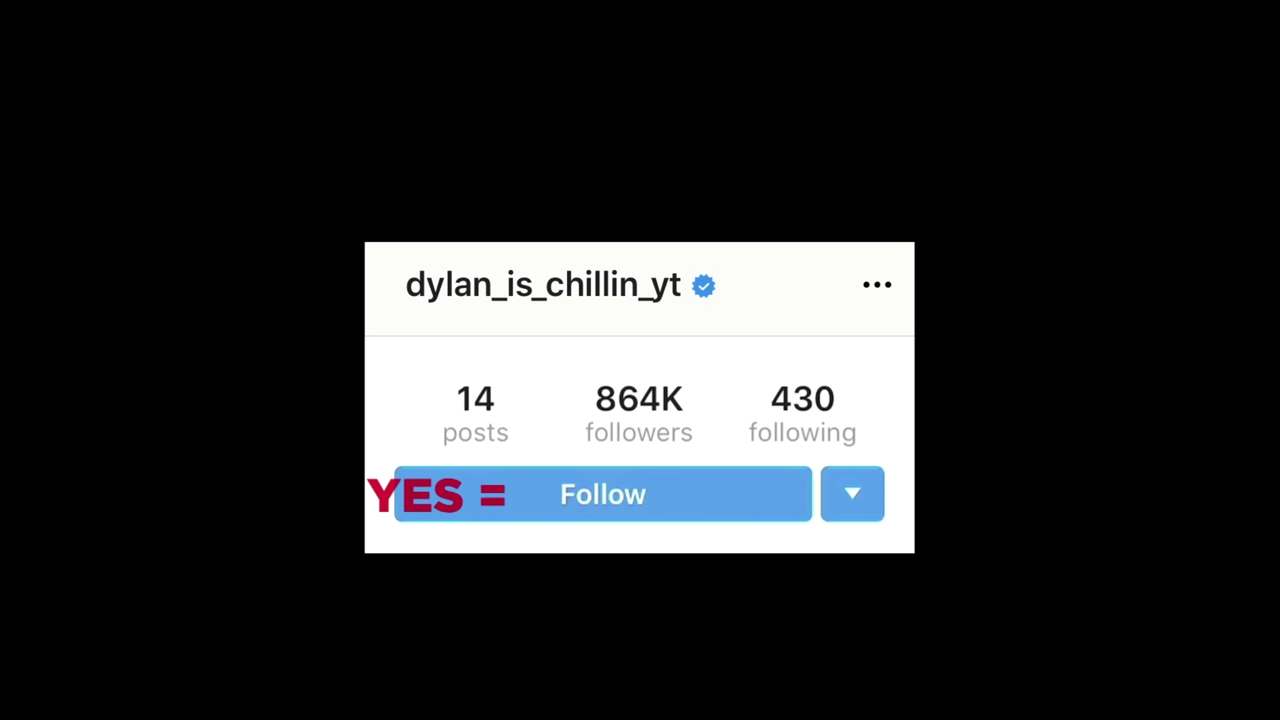 dylan_is_chillin_yt
14 864K 430
posts followers following
YES = Follow